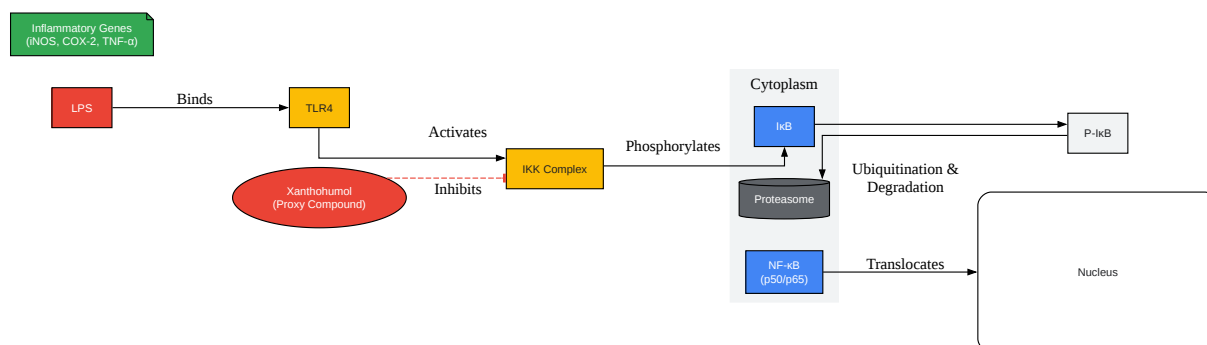 Inflammatory Genes
(iNOS, COX-2, TNF-α)
LPS
Binds
TLR4
Activates
IKK Complex
Xanthohumol
(Proxy Compound)
Inhibits
Phosphorylates
Cytoplasm
IκB
P-IκB
Ubiquitination &
Degradation
Proteasome
NF-κB
(p50/p65)
Translocates
Nucleus